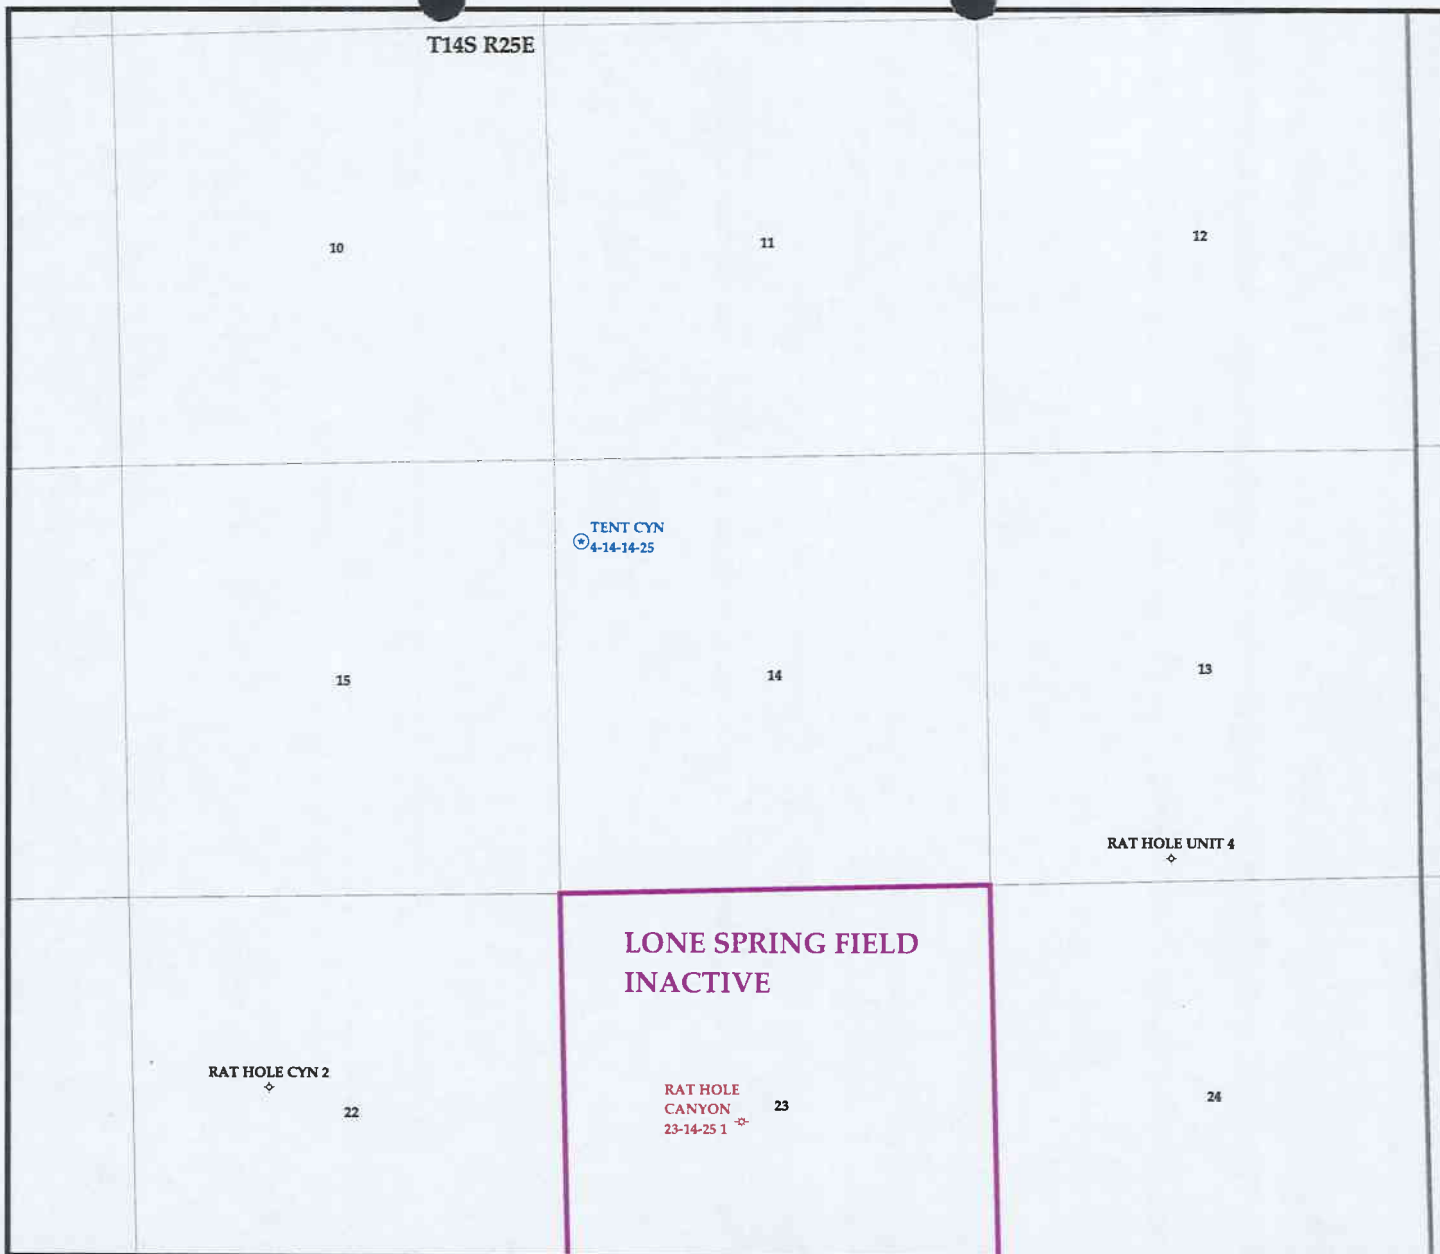 T14S R25E
10
11
12
TENT CYN
4-14-14-25
15
14
13
RAT HOLE UNIT 4
LONE SPRING FIELD
INACTIVE
RAT HOLE CYN 2
22
RAT HOLE
CANYON
23-14-25 1
23
24